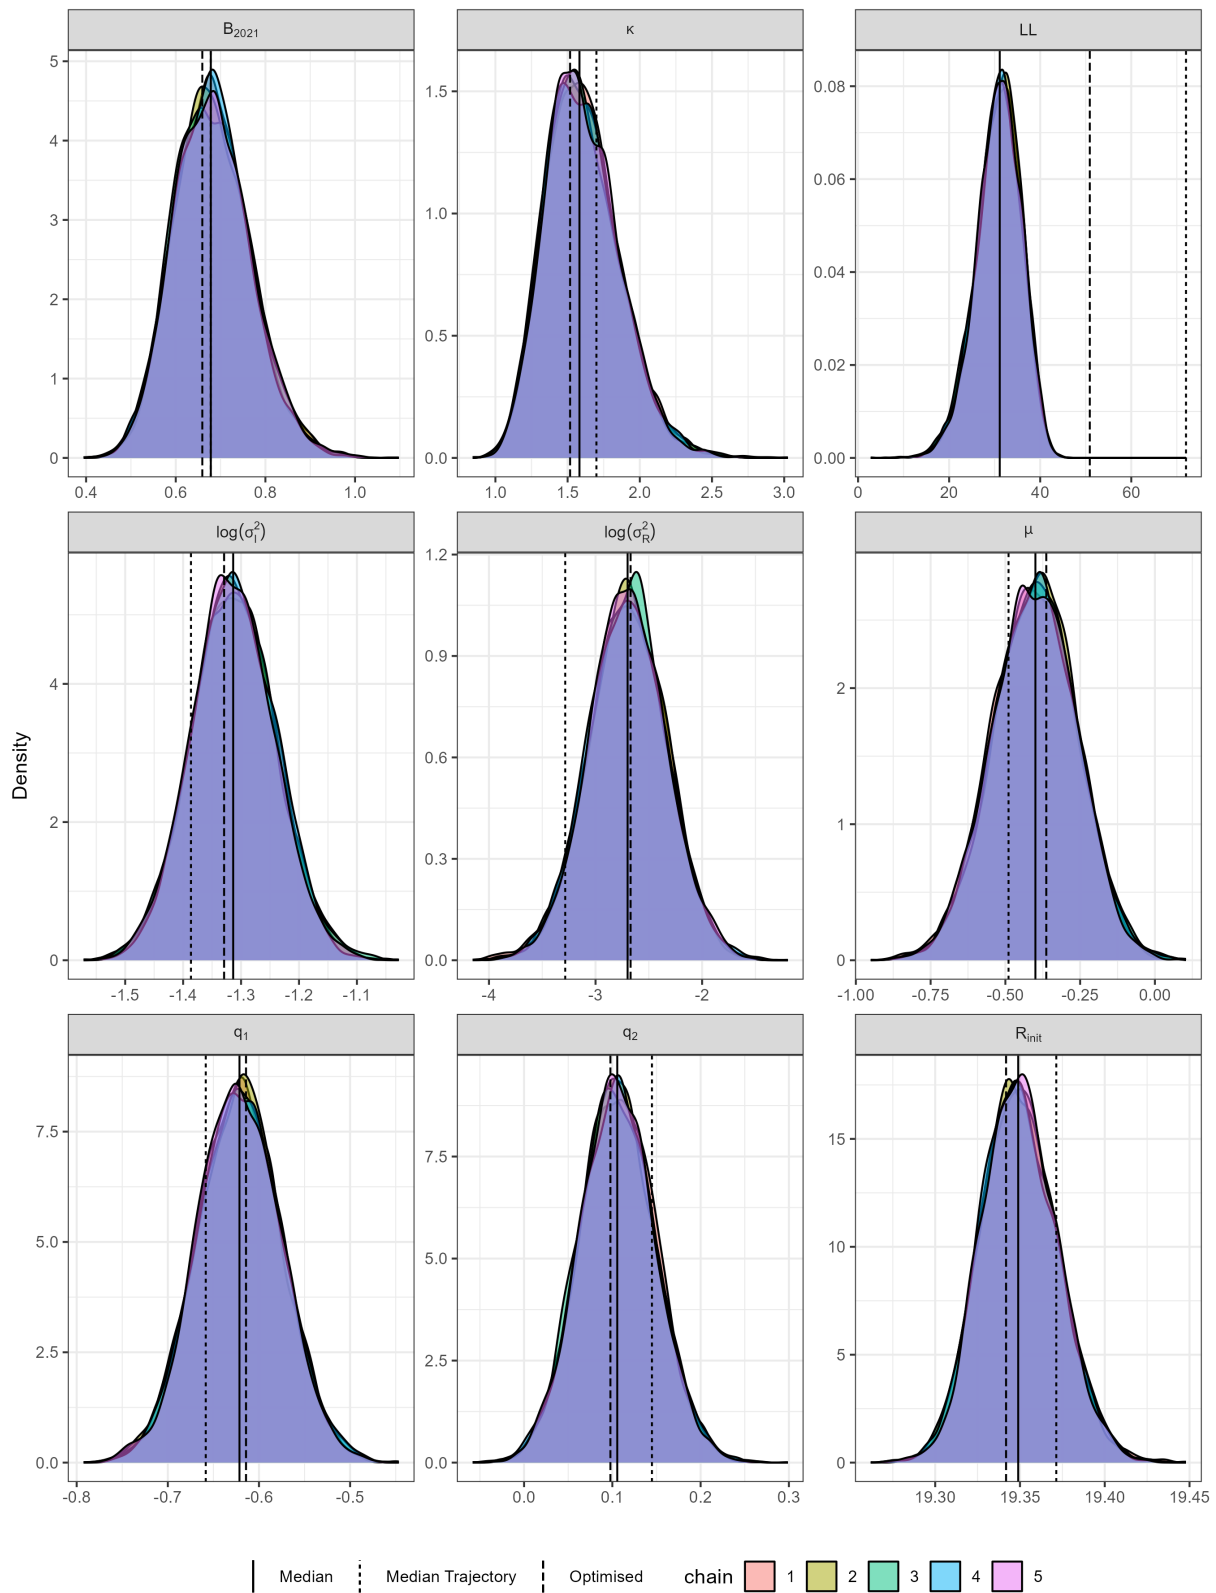 B2021 κ LL
5
4
3
2
1
0
0.4 0.6 0.8 1.0
1.5
1.0
0.5
0.0
1.0 1.5 2.0 2.5 3.0
0.08
0.06
0.04
0.02
0.00
0 20 40 60
log(σ²I) log(σ²R) μ
4
2
0
-1.5 -1.4 -1.3 -1.2 -1.1
1.2
0.9
0.6
0.3
0.0
-4 -3 -2
2
1
0
-1.00 -0.75 -0.50 -0.25 0.00
Density
q1 q2 Rinit
7.5
5.0
2.5
0.0
-0.8 -0.7 -0.6 -0.5
7.5
5.0
2.5
0.0
0.0 0.1 0.2 0.3
15
10
5
0
19.30 19.35 19.40 19.45
Median Median Trajectory Optimised chain 1 2 3 4 5